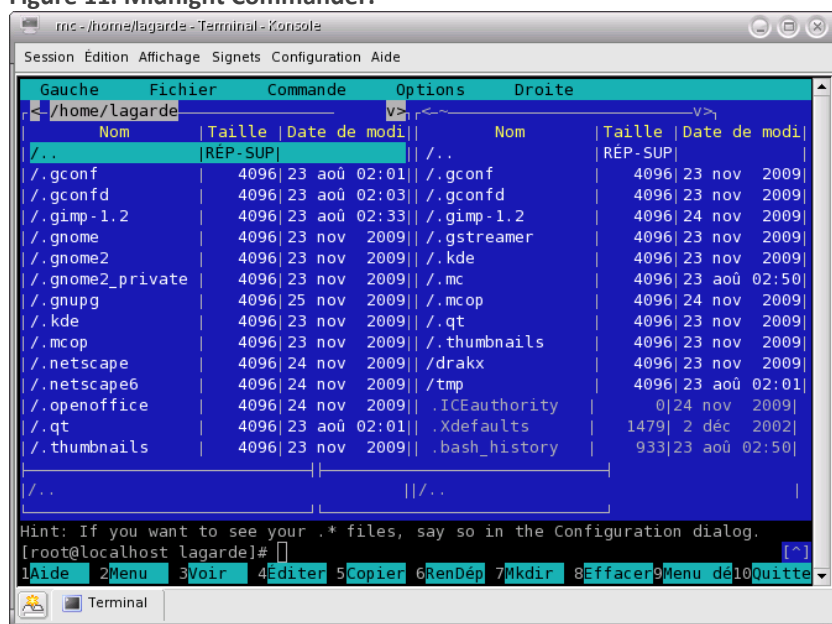 Figure 11: Midnight Commander.
mc - /home/lagarde - Terminal - Konsole
Session Édition Affichage Signets Configuration Aide
Gauche Fichier Commande Options Droite
<-/home/lagarde v> <-~ v>
Nom |Taille |Date de modi|| Nom |Taille |Date de modi|
|/.. |RÉP-SUP| || /.. |RÉP-SUP| |
|/.gconf | 4096| 23 aoû 02:01|| /.gconf | 4096| 23 nov 2009|
|/.gconfd | 4096| 23 aoû 02:03|| /.gconfd | 4096| 23 nov 2009|
|/.gimp-1.2 | 4096| 23 aoû 02:33|| /.gimp-1.2 | 4096| 24 nov 2009|
|/.gnome | 4096| 23 nov 2009|| /.gstreamer | 4096| 23 nov 2009|
|/.gnome2 | 4096| 23 nov 2009|| /.kde | 4096| 23 nov 2009|
|/.gnome2_private | 4096| 23 nov 2009|| /.mc | 4096| 23 aoû 02:50|
|/.gnupg | 4096| 25 nov 2009|| /.mcop | 4096| 24 nov 2009|
|/.kde | 4096| 23 nov 2009|| /.qt | 4096| 24 nov 2009|
|/.mcop | 4096| 23 nov 2009|| /.thumbnails | 4096| 23 nov 2009|
|/.netscape | 4096| 24 nov 2009|| /drakx | 4096| 23 nov 2009|
|/.netscape6 | 4096| 24 nov 2009|| /tmp | 4096| 23 aoû 02:01|
|/.openoffice | 4096| 24 nov 2009|| .ICEauthority | 0|24 nov 2009|
|/.qt | 4096| 23 aoû 02:01|| .Xdefaults | 1479| 2 déc 2002|
|/.thumbnails | 4096| 23 nov 2009|| .bash_history | 933|23 aoû 02:50|
|/.. ||/.. |
Hint: If you want to see your .* files, say so in the Configuration dialog.
[root@localhost lagarde]# [^]
1Aide 2Menu 3Voir 4Éditer 5Copier 6RenDép 7Mkdir 8Effacer9Menu dé10Quitte
Terminal